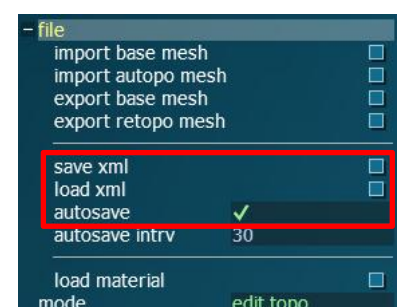 file
import base mesh
import autopo mesh
export base mesh
export retopo mesh
save xml
load xml
autosave
autosave intrv 30
load material
mode edit topo